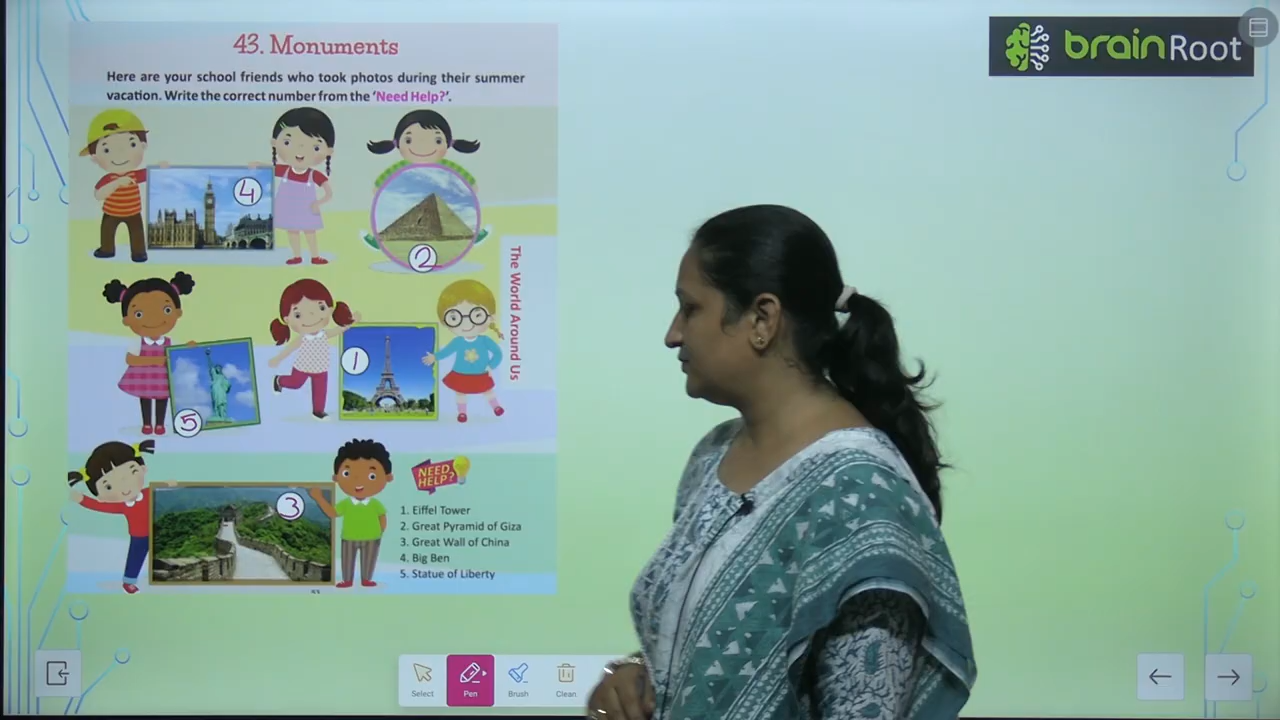 43. Monuments
brainRoot
Here are your school friends who took photos during their summer
vacation. Write the correct number from the 'Need Help?'.
4
2
5
1
3
The World Around Us
NEED
HELP?
1. Eiffel Tower
2. Great Pyramid of Giza
3. Great Wall of China
4. Big Ben
5. Statue of Liberty
Select
Pen
Brush
Clean